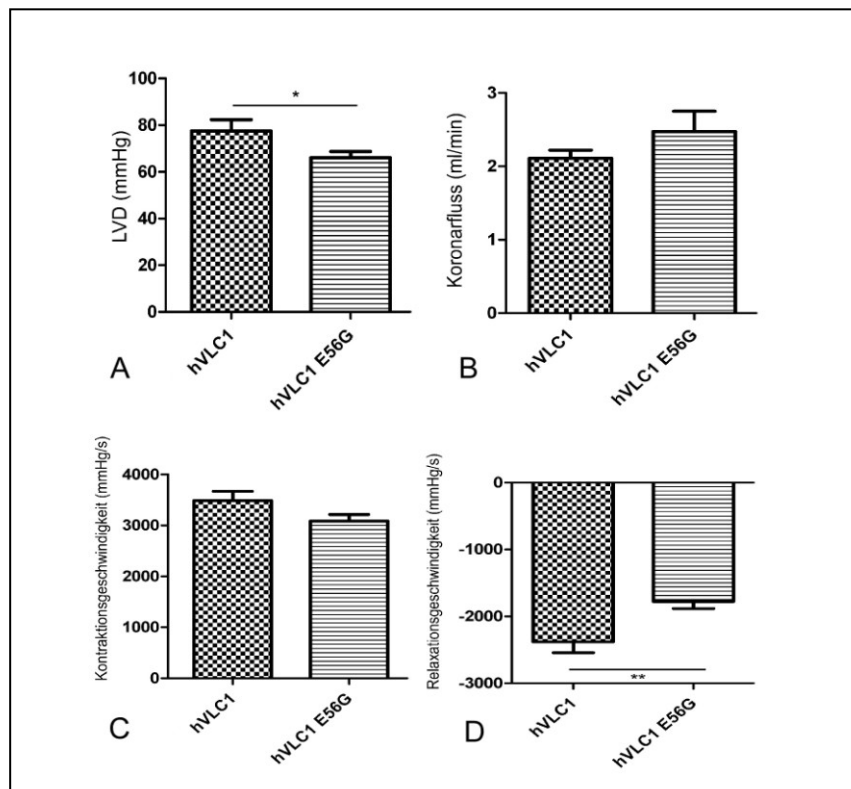 100
80
60
40
20
0
LVD (mmHg)
*
hVLC1
hVLC1 E56G
A
3
2
1
0
Koronarfluss (ml/min)
hVLC1
hVLC1 E56G
B
4000
3000
2000
1000
0
Kontraktionsgeschwindigkeit (mmHg/s)
hVLC1
hVLC1 E56G
C
0
-1000
-2000
-3000
Relaxationsgeschwindigkeit (mmHg/s)
**
hVLC1
hVLC1 E56G
D